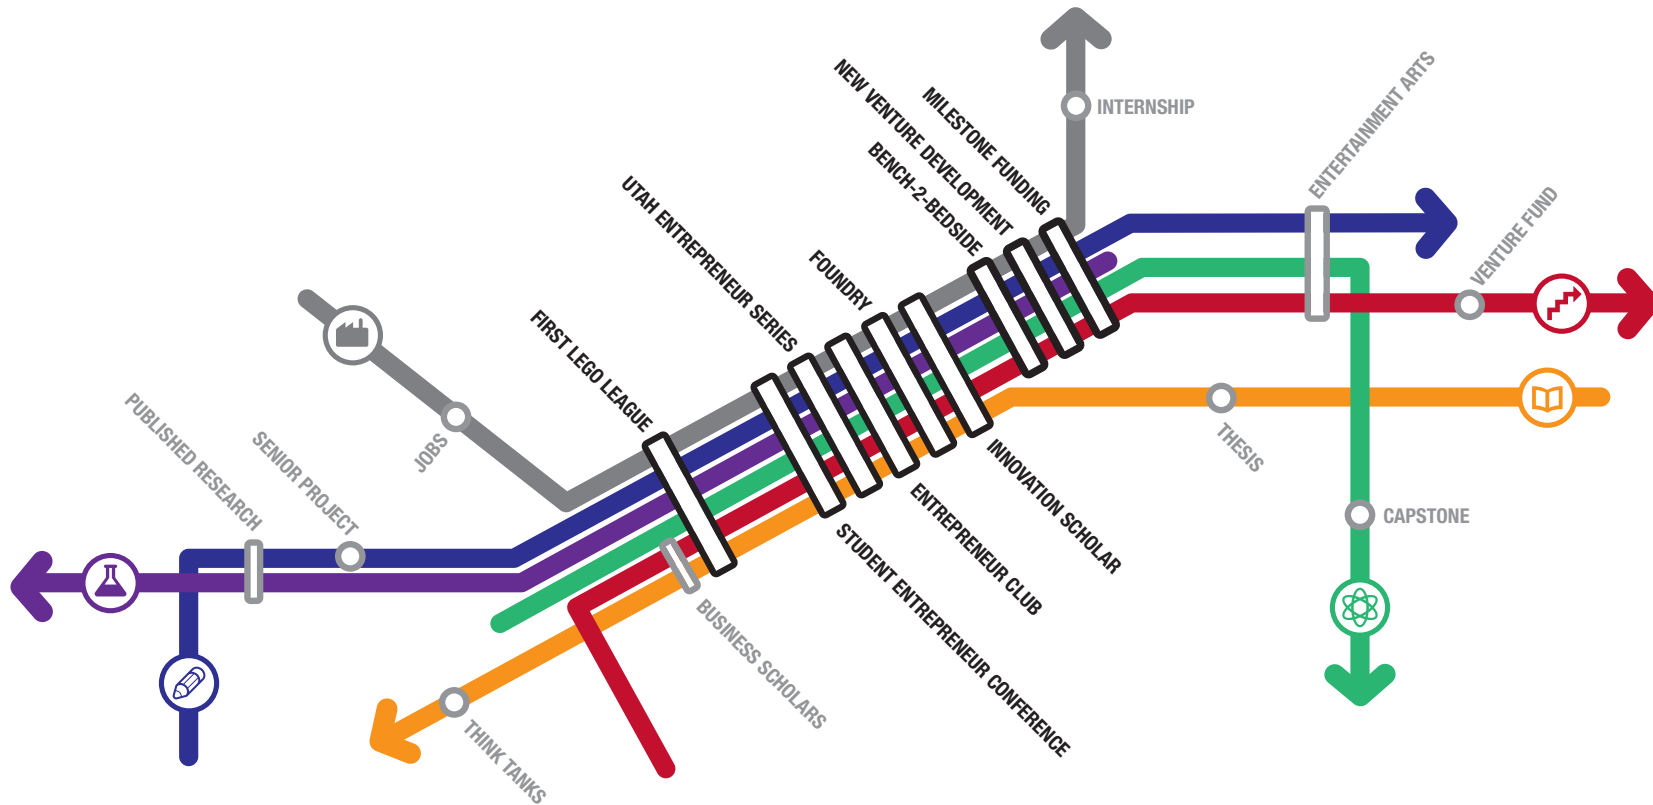 INTERNSHIP
ENTERTAINMENT ARTS
MILESTONE FUNDING
NEW VENTURE DEVELOPMENT
BENCH-2-BEDSIDE
UTAH ENTREPRENEUR SERIES
FOUNDRY
VENTURE FUND
FIRST LEGO LEAGUE
PUBLISHED RESEARCH
SENIOR PROJECT
JOBS
THESIS
INNOVATION SCHOLAR
ENTREPRENEUR CLUB
STUDENT ENTREPRENEUR CONFERENCE
CAPSTONE
BUSINESS SCHOLARS
THINK TANKS